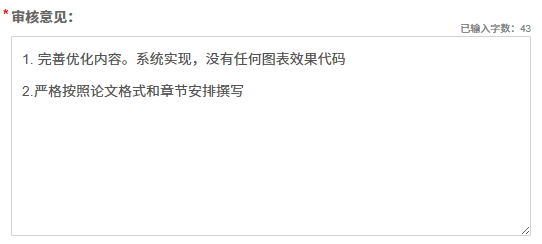 * 审核意见：
已输入字数：43
1. 完善优化内容。系统实现，没有任何图表效果代码
2.严格按照论文格式和章节安排撰写